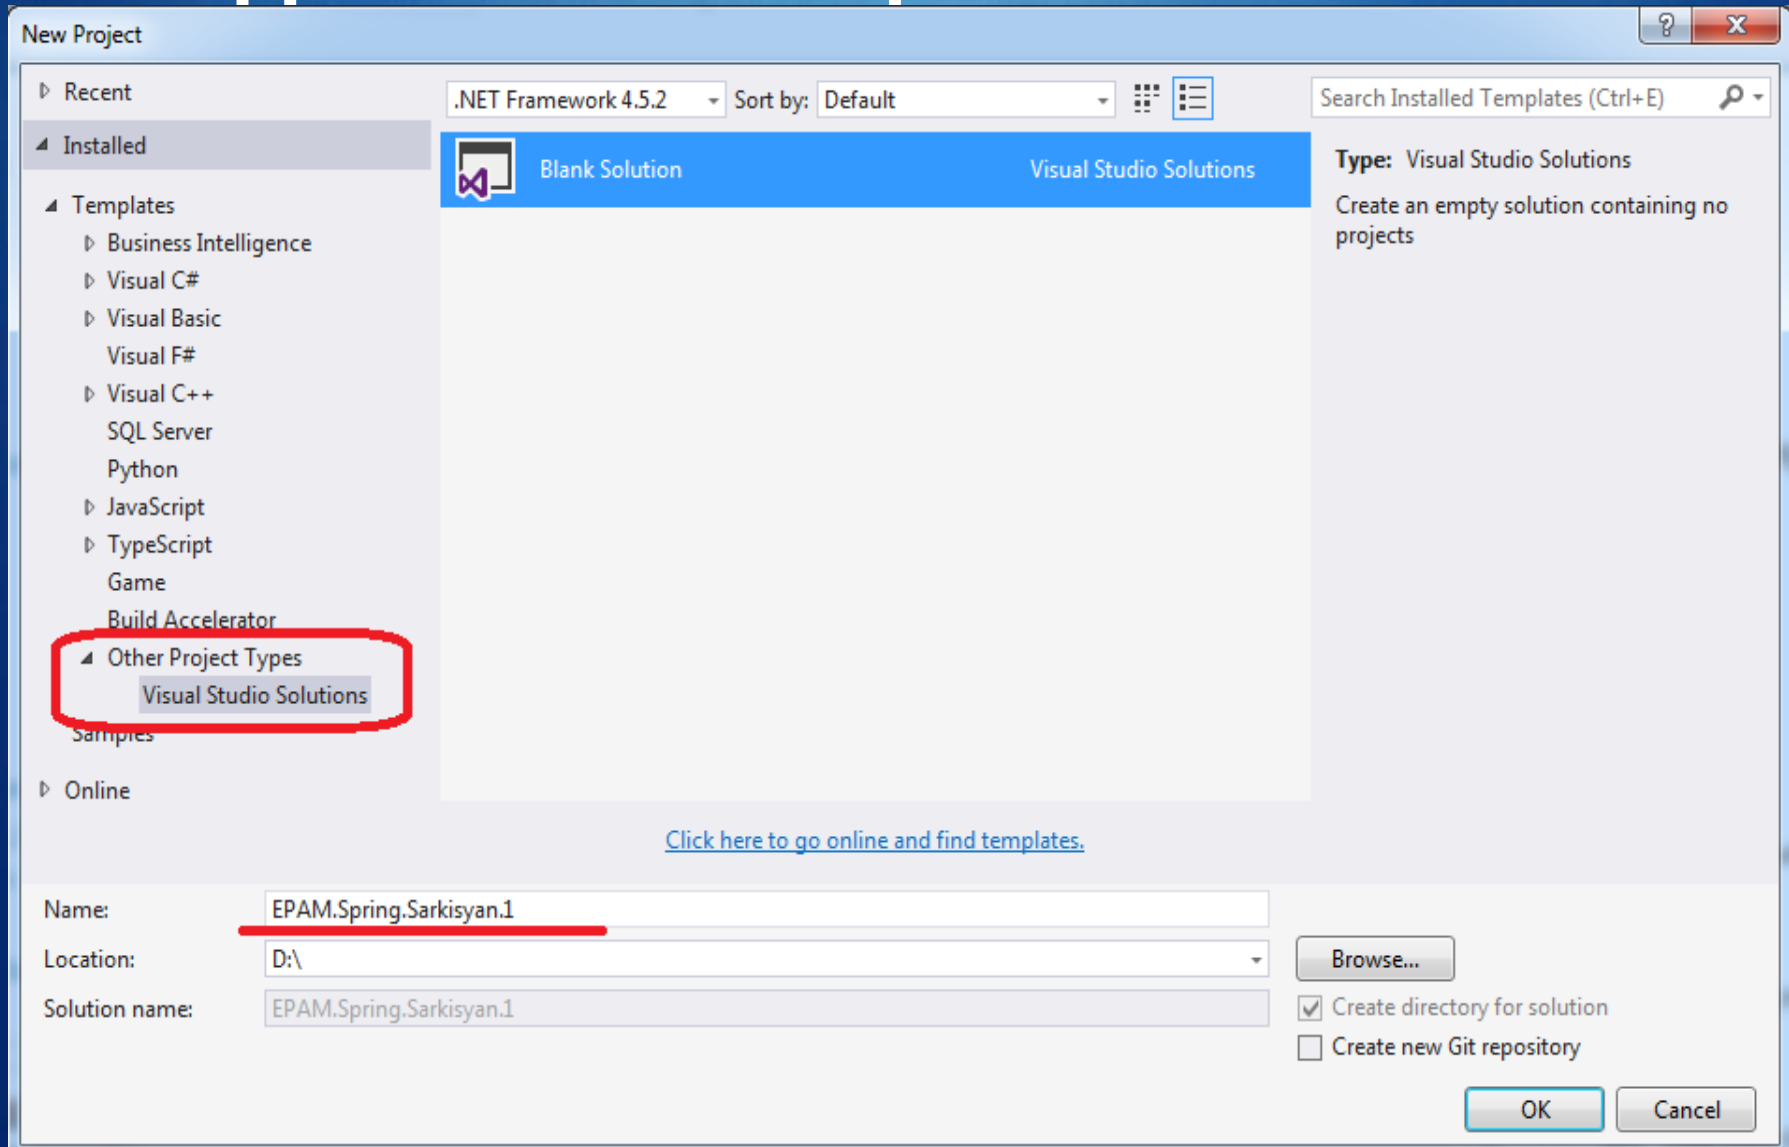 New Project
Recent
Installed
Templates
Business Intelligence
Visual C#
Visual Basic
Visual F#
Visual C++
SQL Server
Python
JavaScript
TypeScript
Game
Build Accelerator
Other Project Types
Visual Studio Solutions
Samples
Online
.NET Framework 4.5.2
Sort by: Default
Search Installed Templates (Ctrl+E)
Blank Solution Visual Studio Solutions
Type: Visual Studio Solutions
Create an empty solution containing no
projects
Click here to go online and find templates.
Name: EPAM.Spring.Sarkisyan.1
Location: D:\
Browse...
Solution name: EPAM.Spring.Sarkisyan.1
Create directory for solution
Create new Git repository
OK Cancel